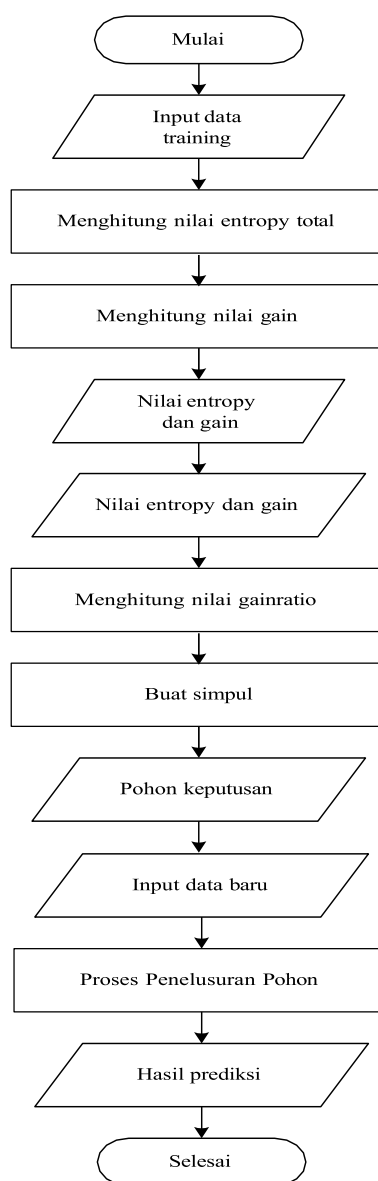 Mulai
Input data
training
Menghitung nilai entropy total
Menghitung nilai gain
Nilai entropy
dan gain
Nilai entropy dan gain
Menghitung nilai gainratio
Buat simpul
Pohon keputusan
Input data baru
Proses Penelusuran Pohon
Hasil prediksi
Selesai